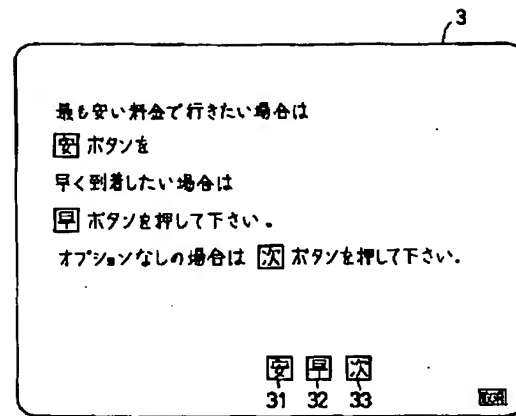 3
最も安い料金で行きたい場合は
安 ボタンを
早く到着したい場合は
早 ボタンを押して下さい。
オプションなしの場合は 次 ボタンを押して下さい。
安 早 次
31 32 33
取消